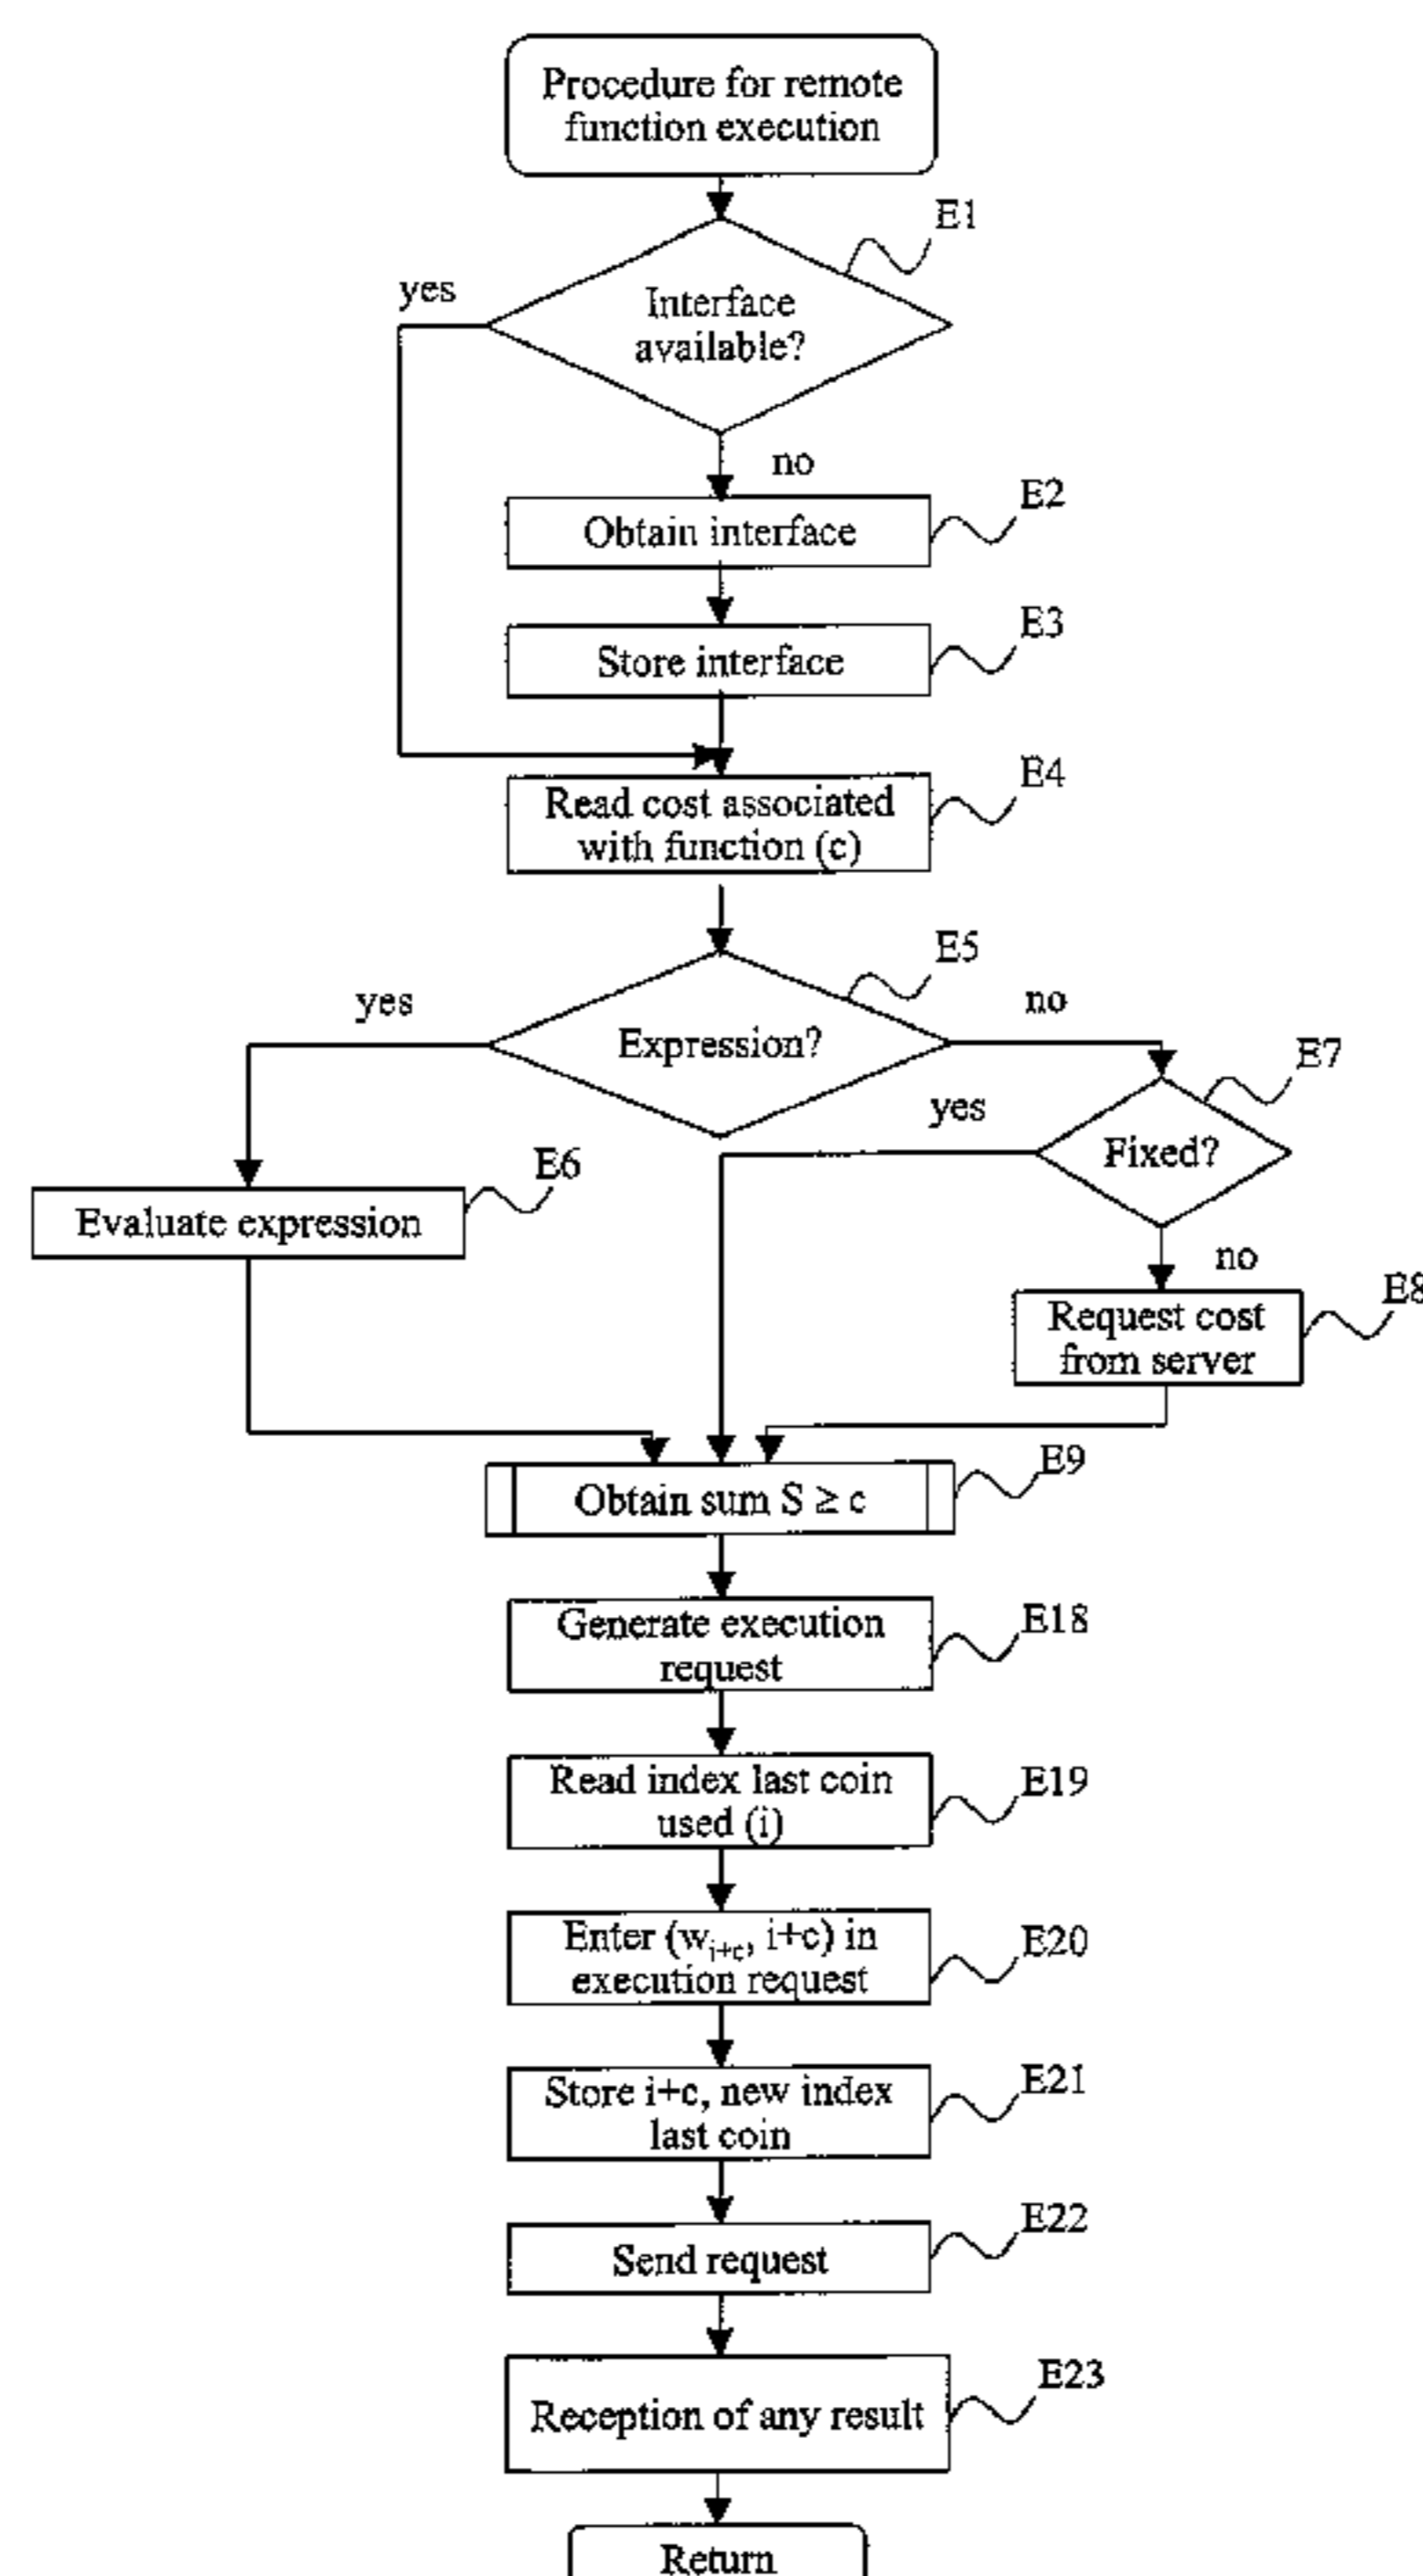 Procedure for remote
function execution
E1
yes
Interface
available?
no
E2
Obtain interface
E3
Store interface
E4
Read cost associated
with function (c)
E5
yes
no
Expression?
E7
yes
Fixed?
E6
Evaluate expression
no
E8
Request cost
from server
E9
Obtain sum S ≥ c
E18
Generate execution
request
E19
Read index last coin
used (i)
E20
Enter (w_{i+c}, i+c) in
execution request
E21
Store i+c, new index
last coin
E22
Send request
E23
Reception of any result
Return